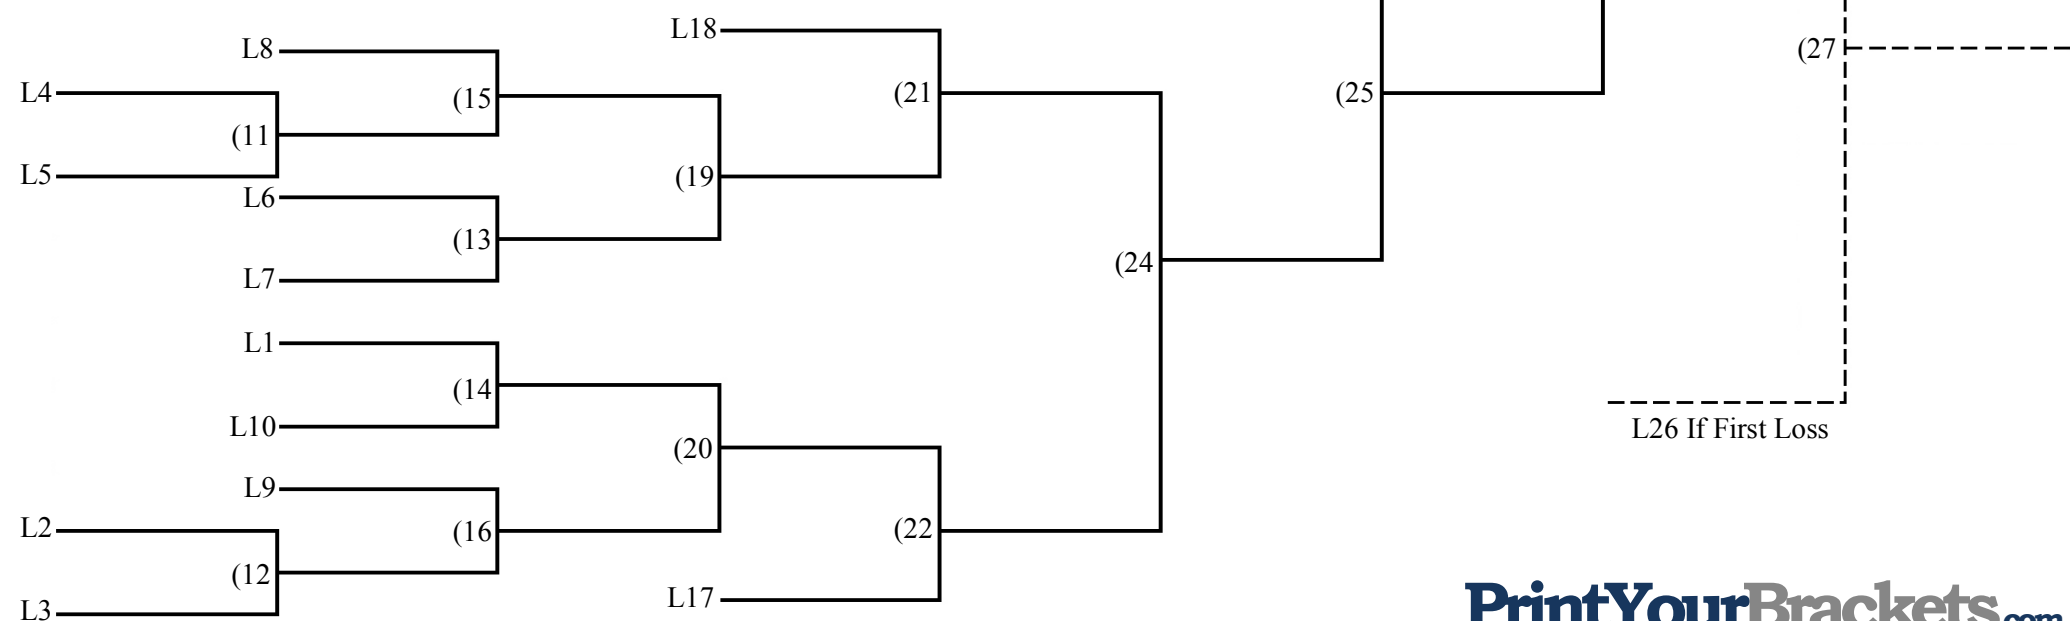 L18
L8
(27
L4
(15
(21
(25
(11
L5
(19
L6
(13
(24
L7
L1
(14
L10
L26 If First Loss
(20
L9
L2
(16
(22
(12
L17
L3
PrintYourBrackets.com